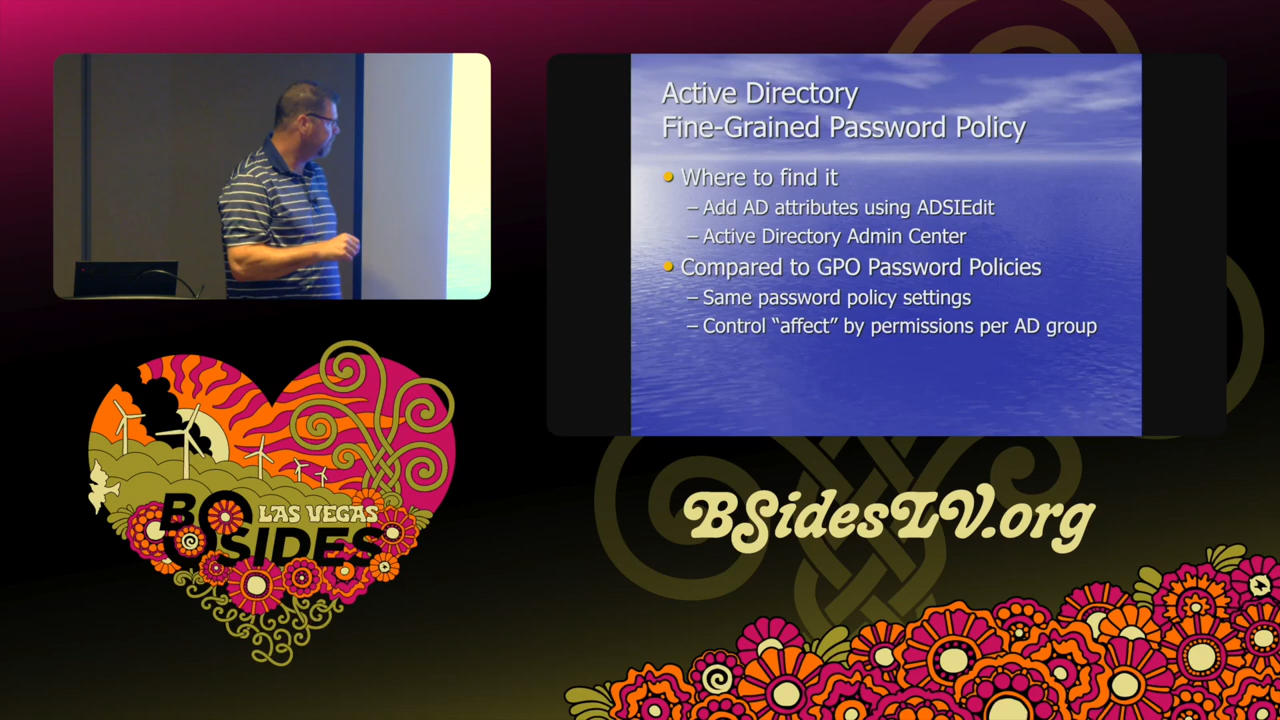 Active Directory
Fine-Grained Password Policy
• Where to find it
– Add AD attributes using ADSIEdit
– Active Directory Admin Center
• Compared to GPO Password Policies
– Same password policy settings
– Control “affect” by permissions per AD group
LAS VEGAS
BSIDES
BSidesLV.org